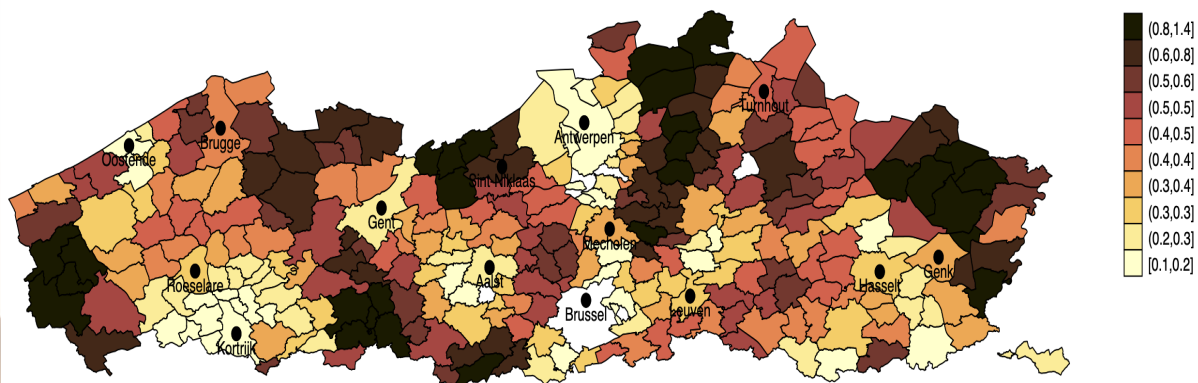 Turnhout
Antwerpen
Brugge
Oostende
Sint-Niklaas
Gent
Mechelen
Roeselare
Aalst
Genk
Hasselt
Brussel
Leuven
Kortrijk
(0.8,1.4]
(0.6,0.8]
(0.5,0.6]
(0.5,0.5]
(0.4,0.5]
(0.4,0.4]
(0.3,0.4]
(0.3,0.3]
(0.2,0.3]
[0.1,0.2]